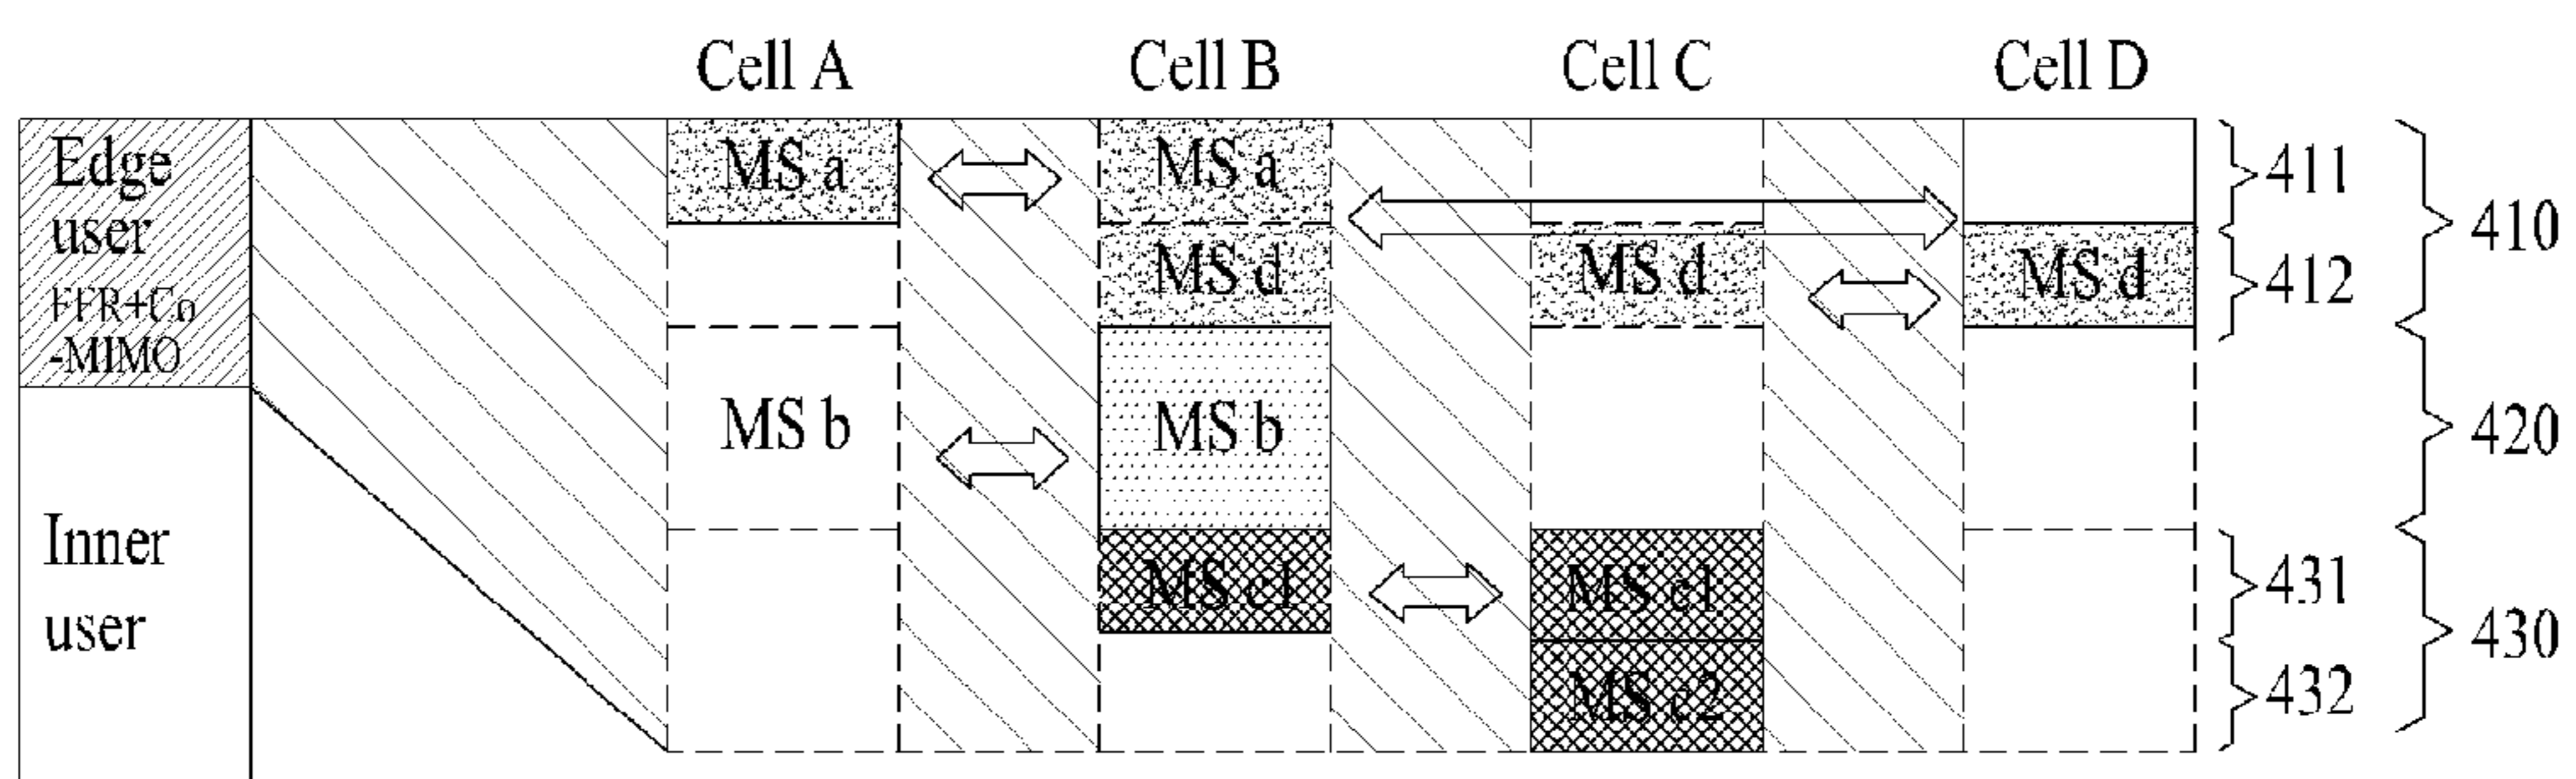 Cell A Cell B Cell C Cell D
Edge
user
FFR+Co
-MIMO
Inner
user
MS a MS a
MS d MS d MS d
MS b MS b
MS c1 MS c1
MS c2
411
412
410
420
431
432
430